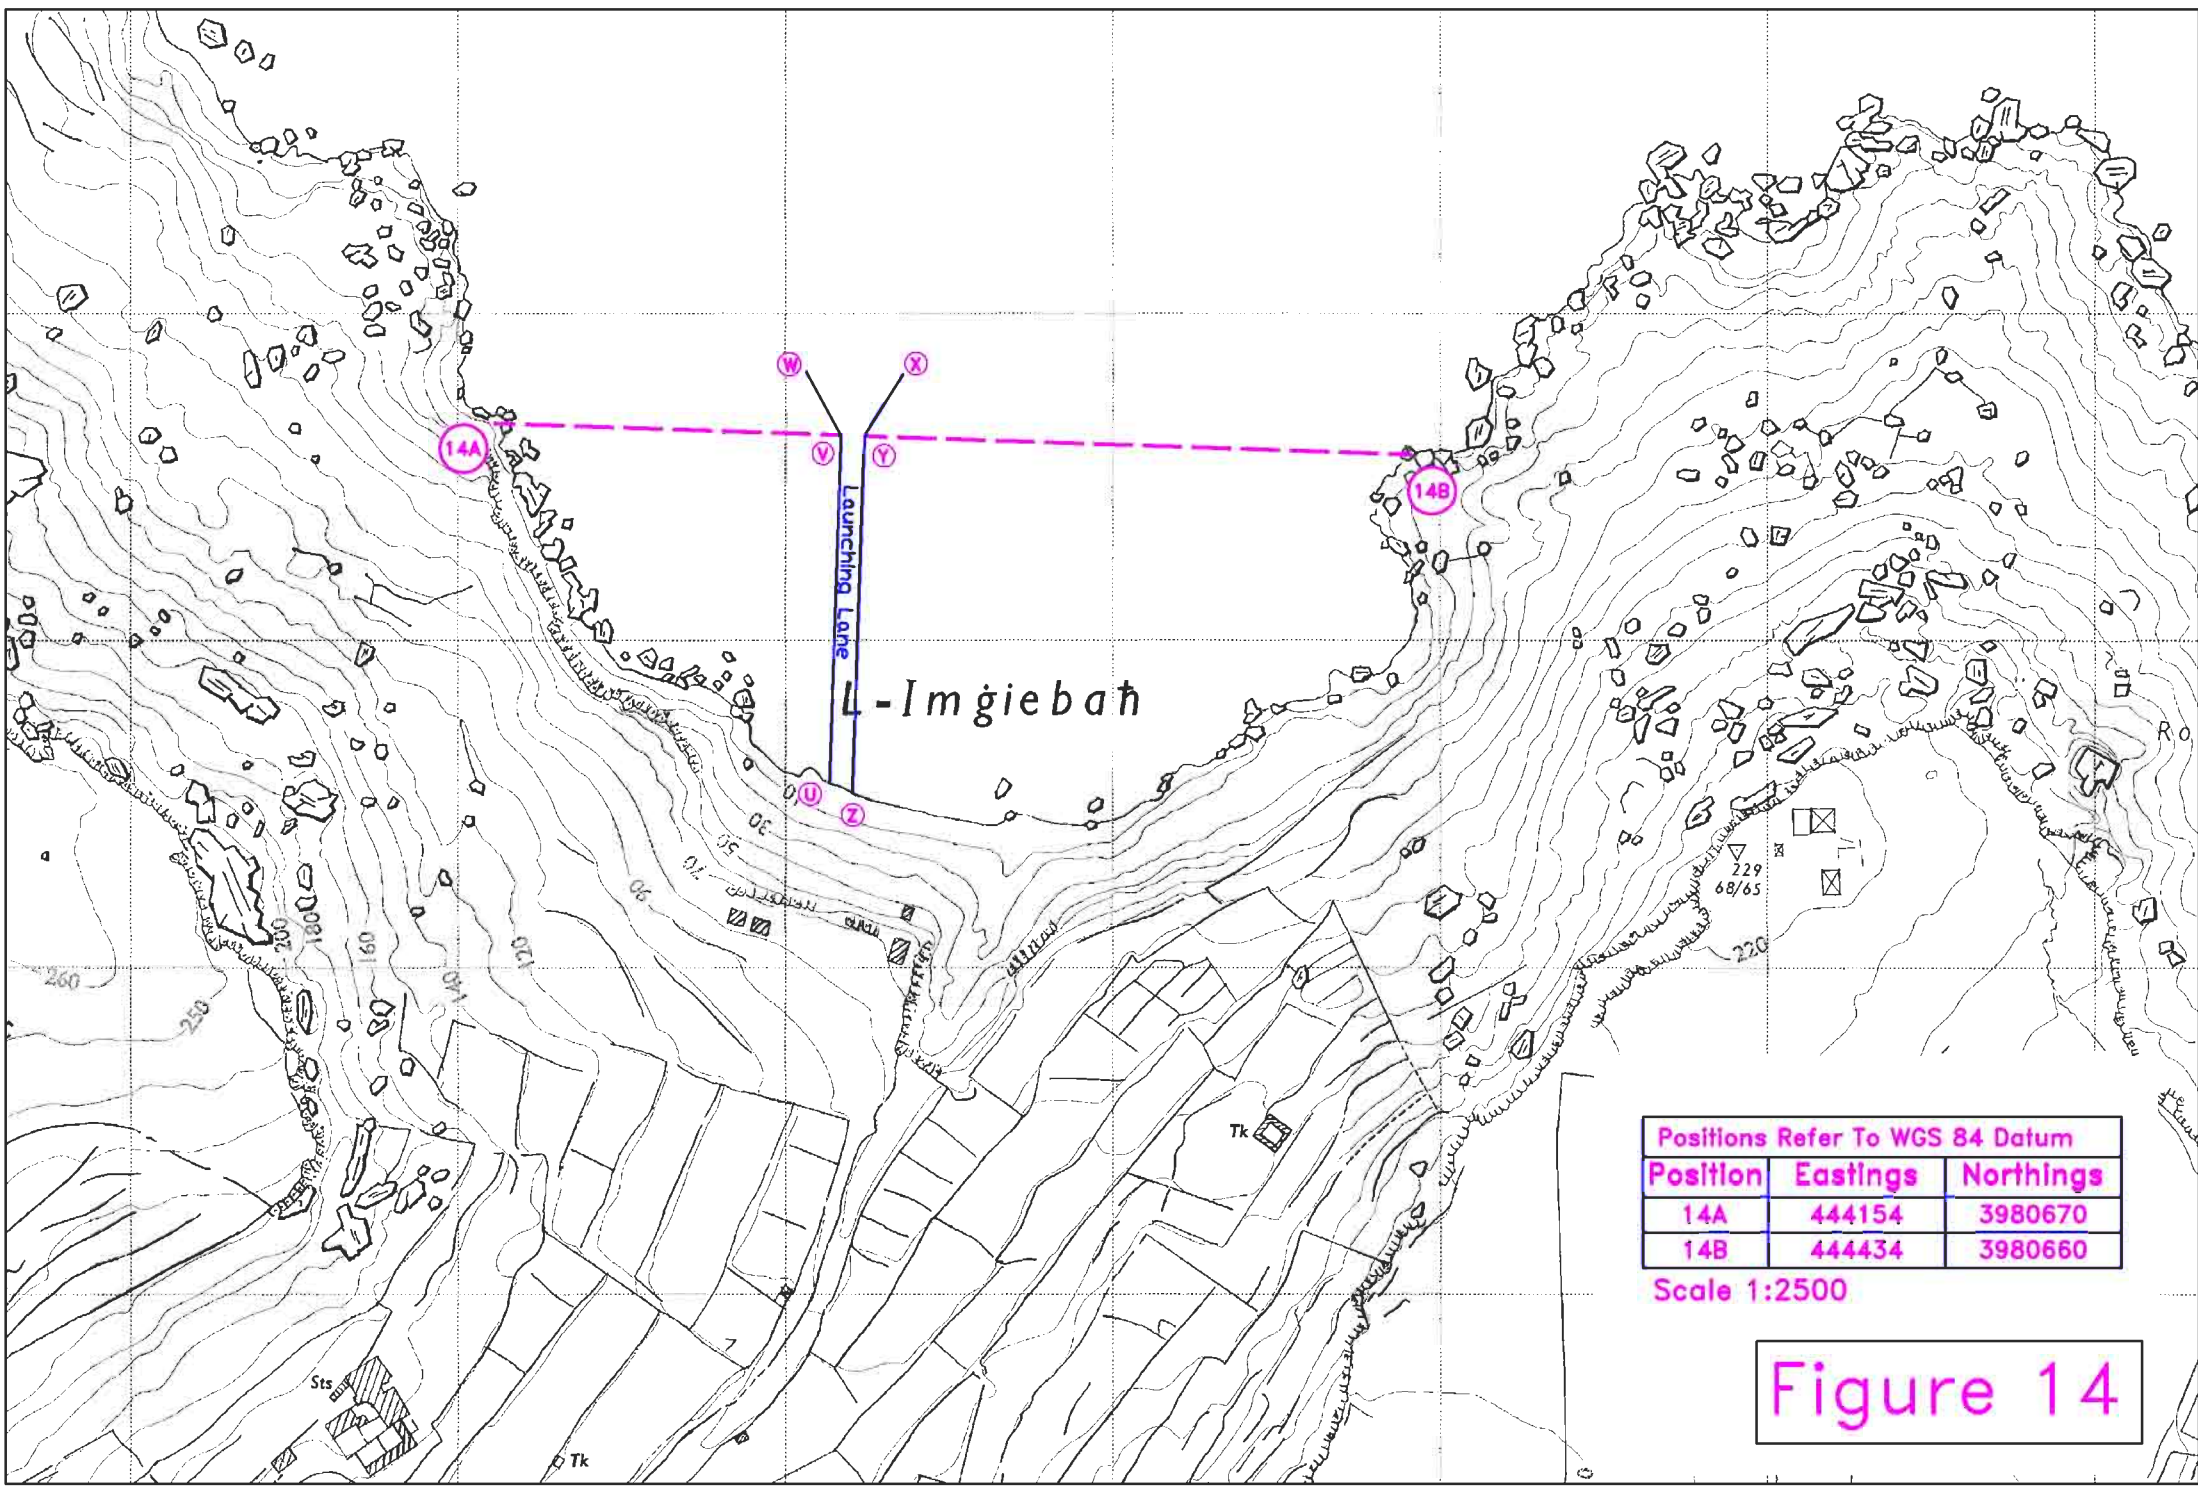 W
X
14A
V
Y
14B
Launching Lane
L-Imġiebaħ
Ro
U
Z
10
30
50
70
90
229
68/65
220
200
180
160
140
120
260
250
Tk
Positions Refer To WGS 84 Datum
Position Eastings Northings
14A 444154 3980670
14B 444434 3980660
Scale 1:2500
Figure 14
Sts
Tk